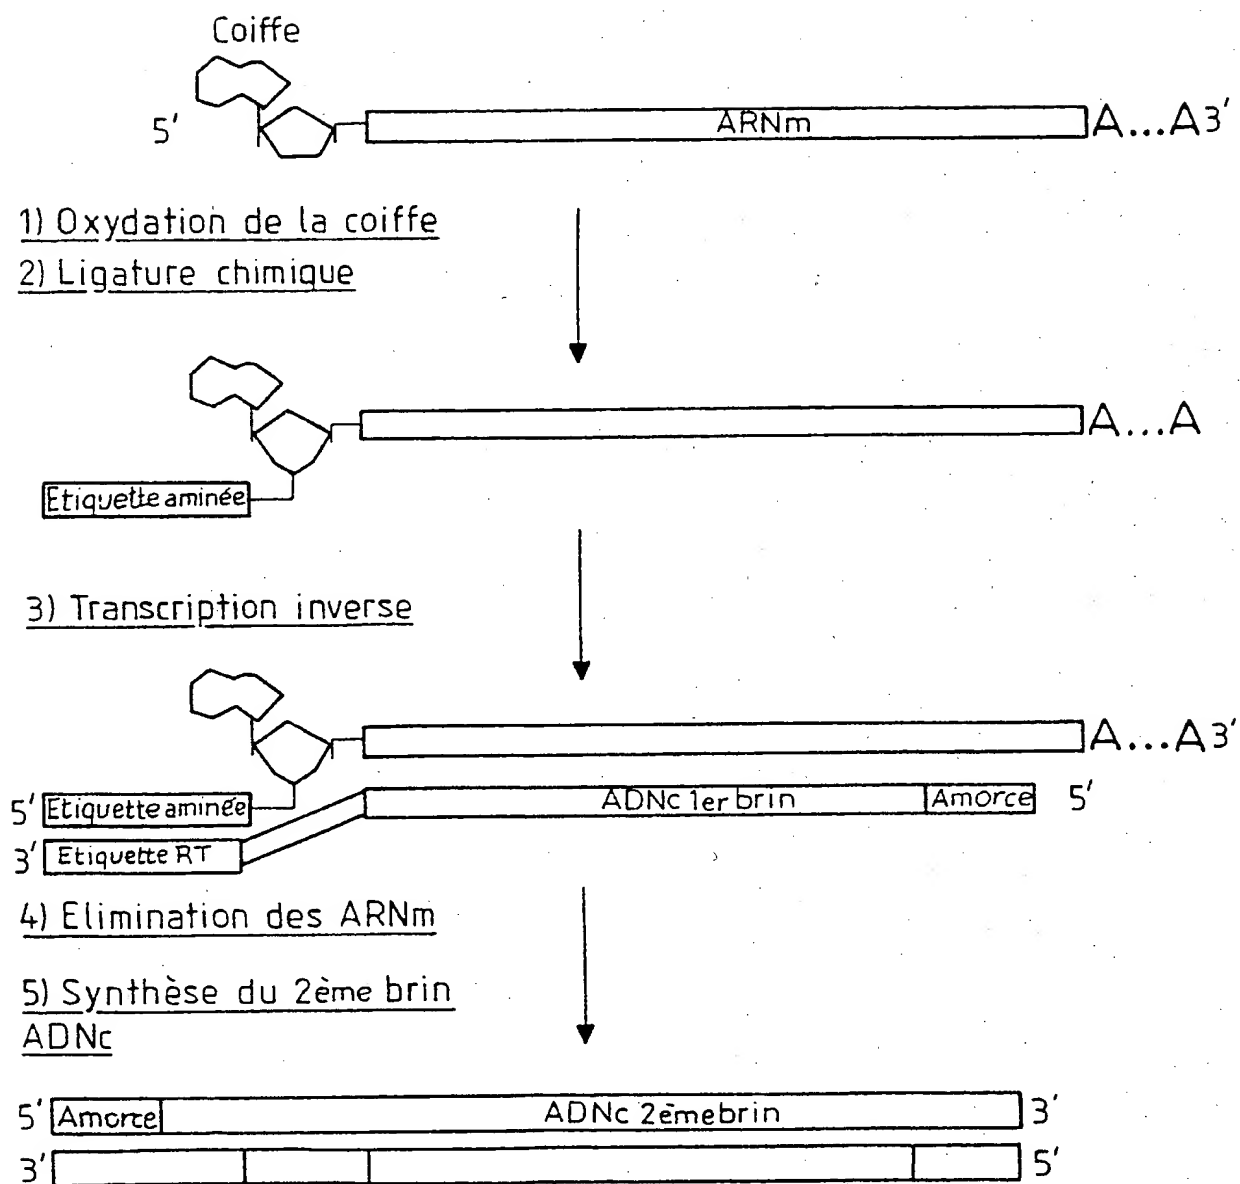 Coiffe
5' ARNm A...A3'
1) Oxydation de la coiffe
2) Ligature chimique
A...A
Etiquette aminée
3) Transcription inverse
A...A3'
5' Etiquette aminée ADNc 1er brin Amorce 5'
3' Etiquette RT
4) Elimination des ARNm
5) Synthèse du 2ème brin
ADNc
5' Amorce ADNc 2èmebrin 3'
3' 5'